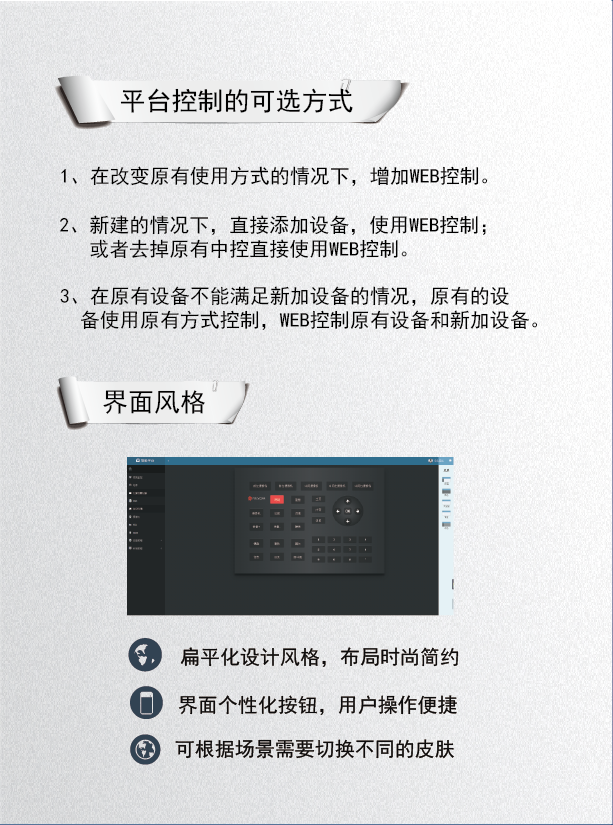 平台控制的可选方式
1、在改变原有使用方式的情况下，增加WEB控制。
2、新建的情况下，直接添加设备，使用WEB控制；
或者去掉原有中控直接使用WEB控制。
3、在原有设备不能满足新加设备的情况，原有的设
备使用原有方式控制，WEB控制原有设备和新加设备。
界面风格
OK
扁平化设计风格，布局时尚简约
界面个性化按钮，用户操作便捷
可根据场景需要切换不同的皮肤